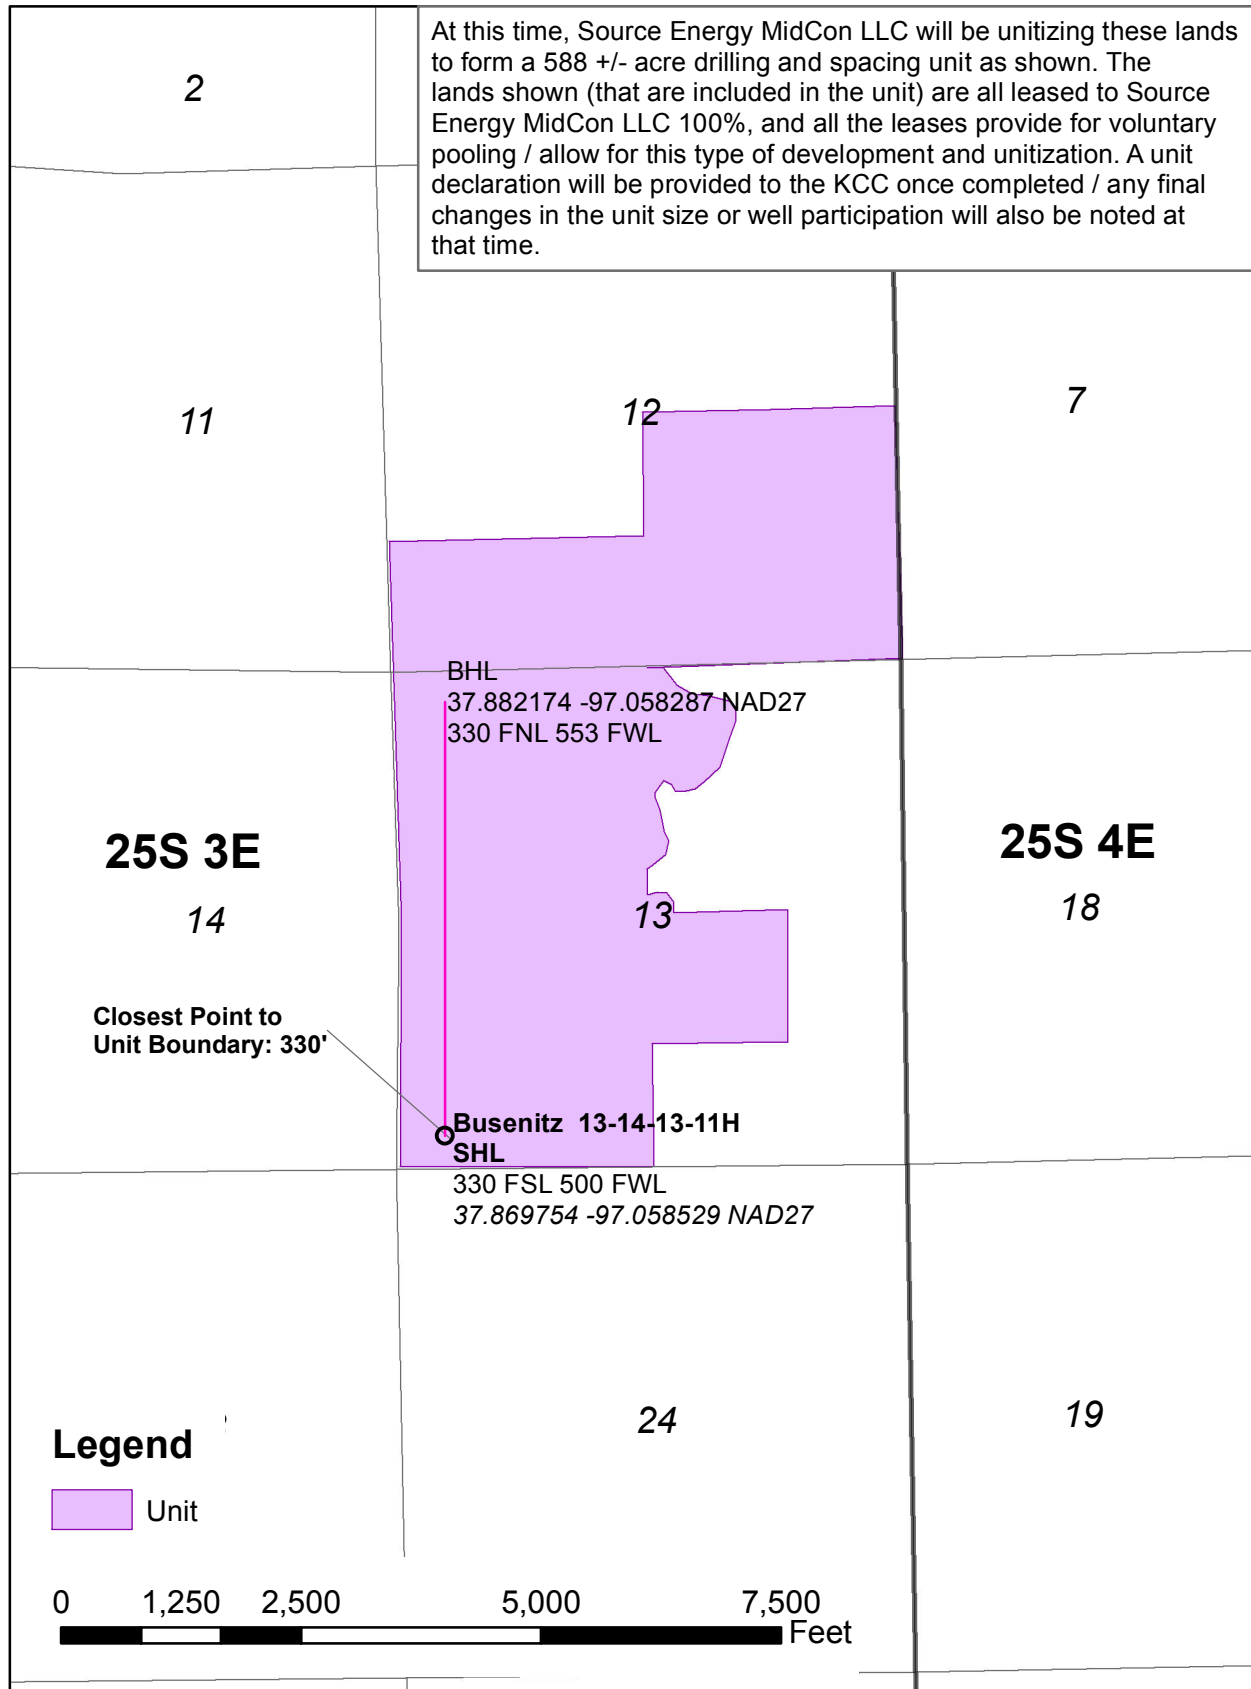 At this time, Source Energy MidCon LLC will be unitizing these lands
to form a 588 +/- acre drilling and spacing unit as shown. The
lands shown (that are included in the unit) are all leased to Source
Energy MidCon LLC 100%, and all the leases provide for voluntary
pooling / allow for this type of development and unitization. A unit
declaration will be provided to the KCC once completed / any final
changes in the unit size or well participation will also be noted at
that time.
2
11
12
7
BHL
37.882174 -97.058287 NAD27
330 FNL 553 FWL
25S 3E
25S 4E
14
13
18
Closest Point to
Unit Boundary: 330'
Busenitz 13-14-13-11H
SHL
330 FSL 500 FWL
37.869754 -97.058529 NAD27
24
19
Legend
Unit
0 1,250 2,500 5,000 7,500
Feet